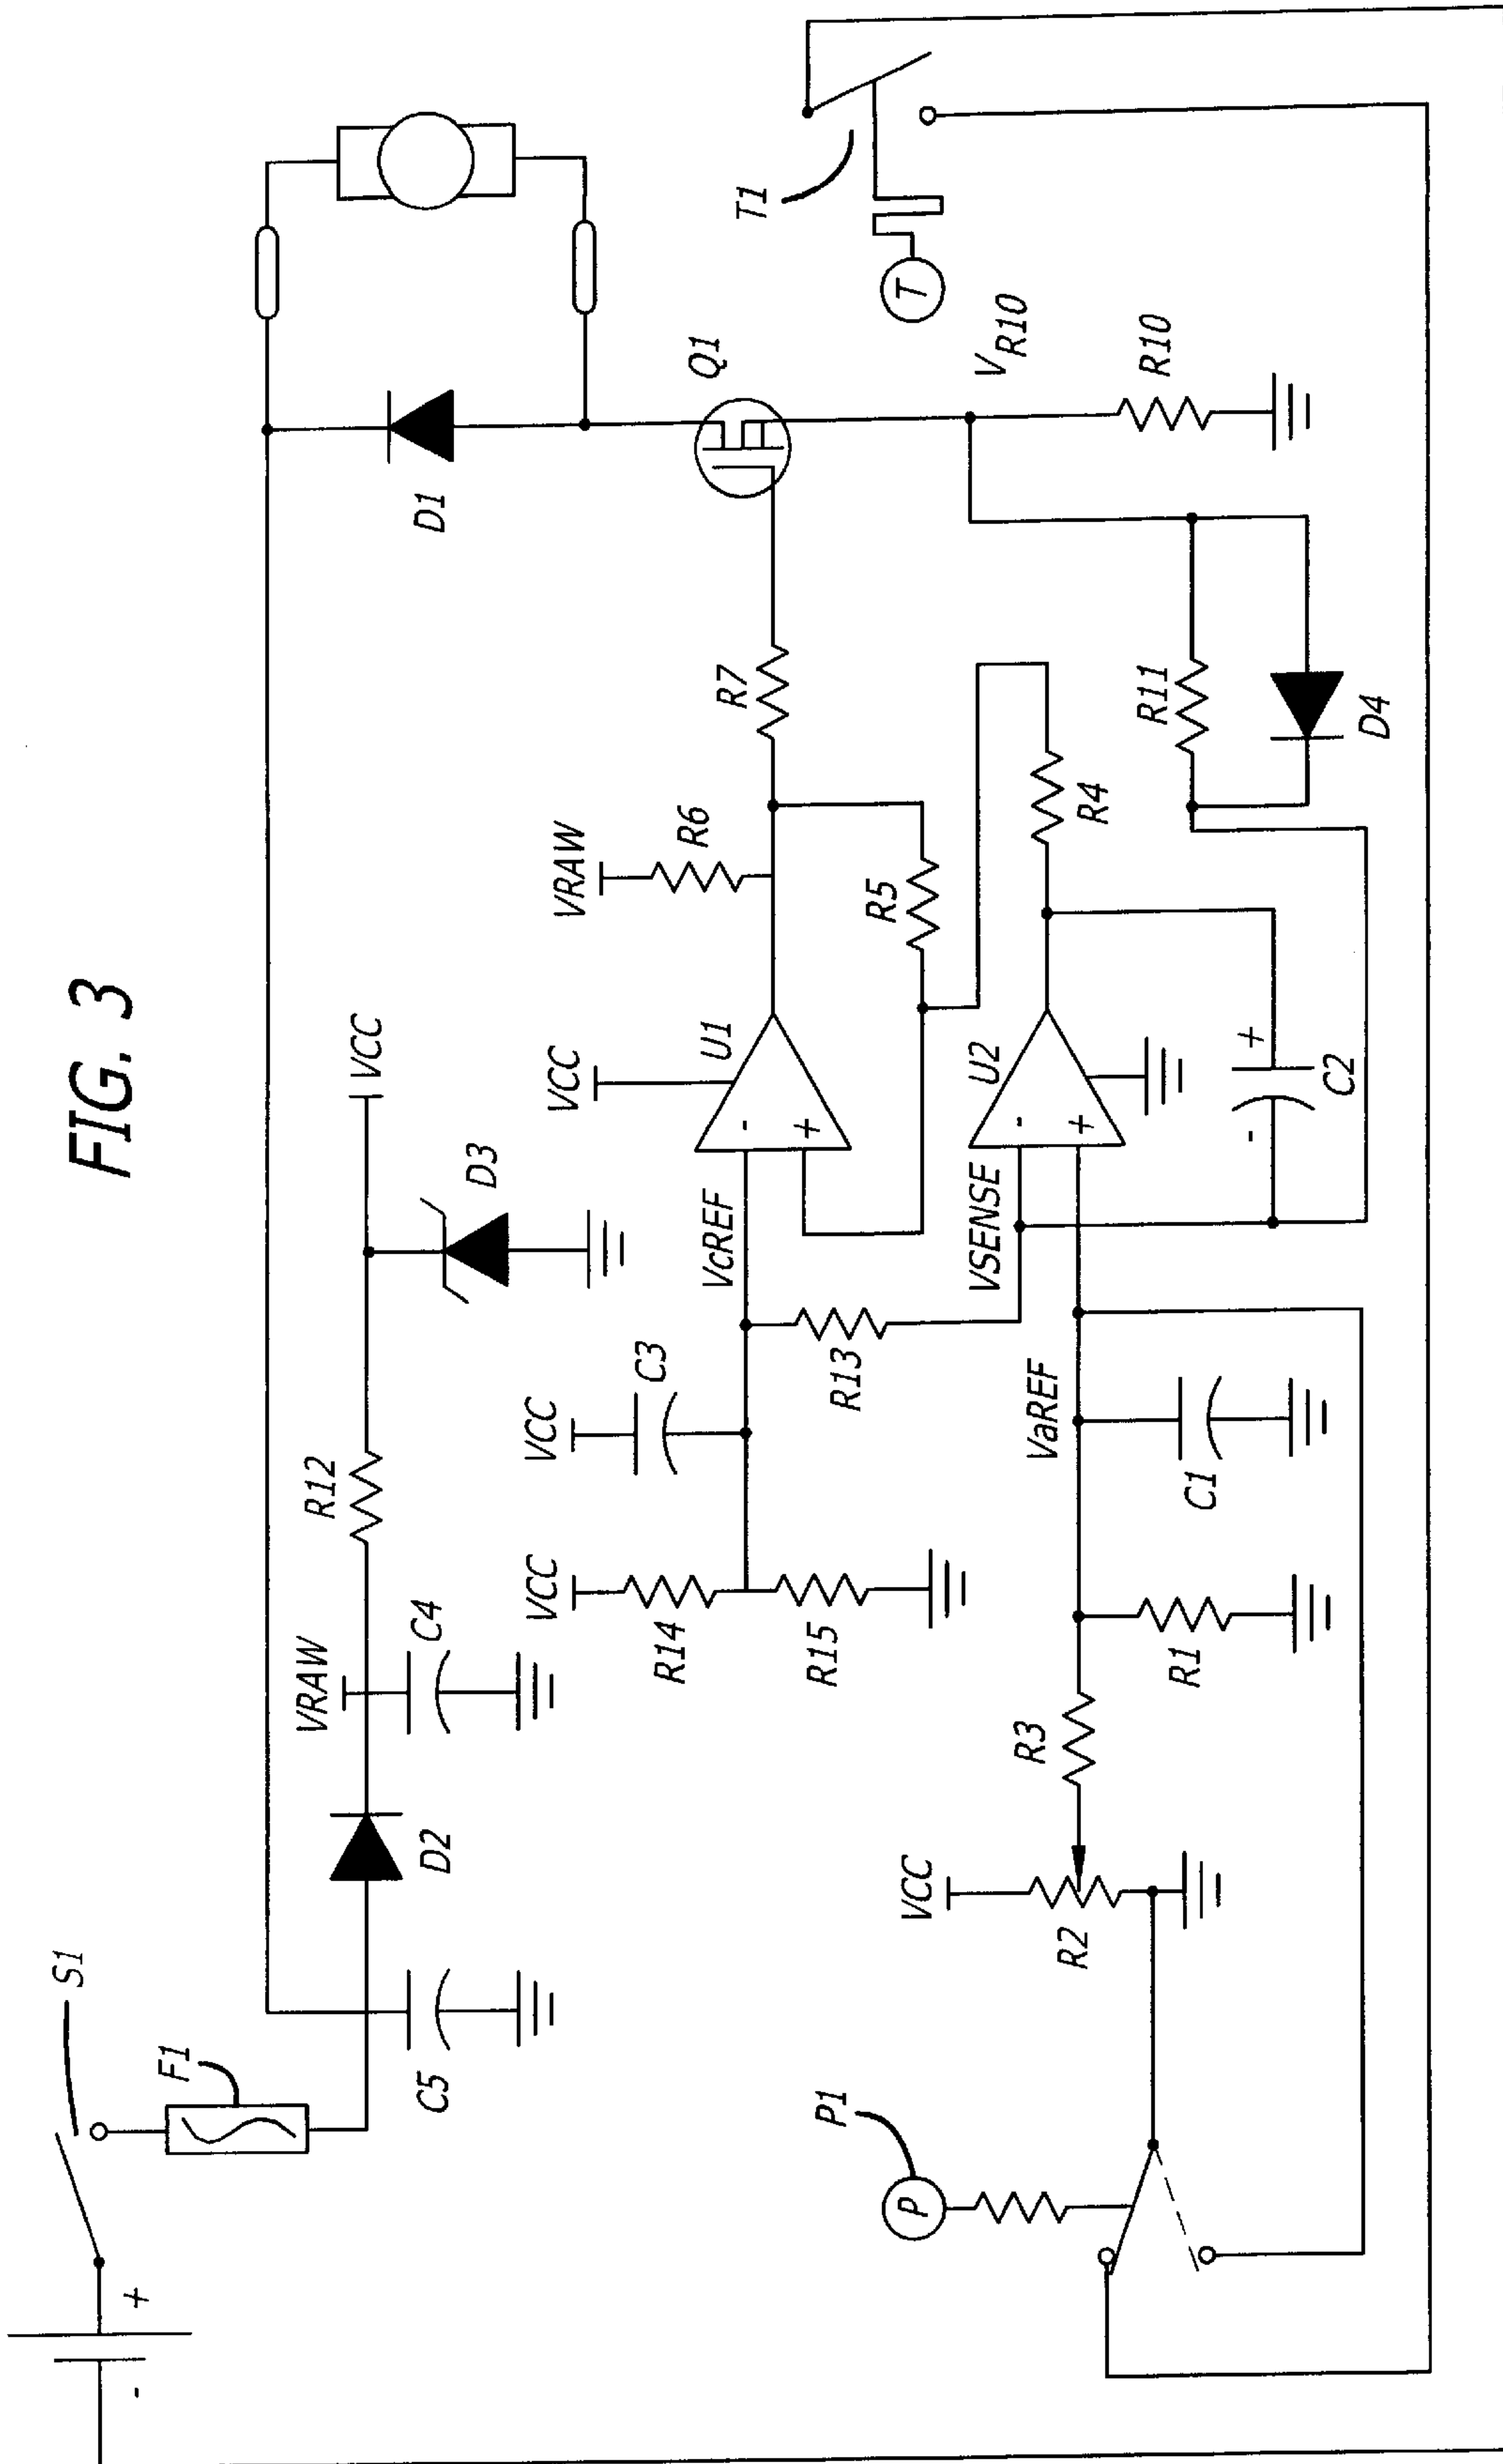 FIG. 3
S1
F1
+
-
C5
D2
VRAW
C4
R12
VCC
D3
D1
VCC
R14
R15
VCC
C3
VcREF
R13
VCC
U1
-
+
VRAW
R6
R7
Q1
R5
T1
T
P1
P
VCC
R2
R3
R1
VaREF
C1
VSENSE
U2
-
+
-
+
C2
R4
R11
D4
VR10
R10